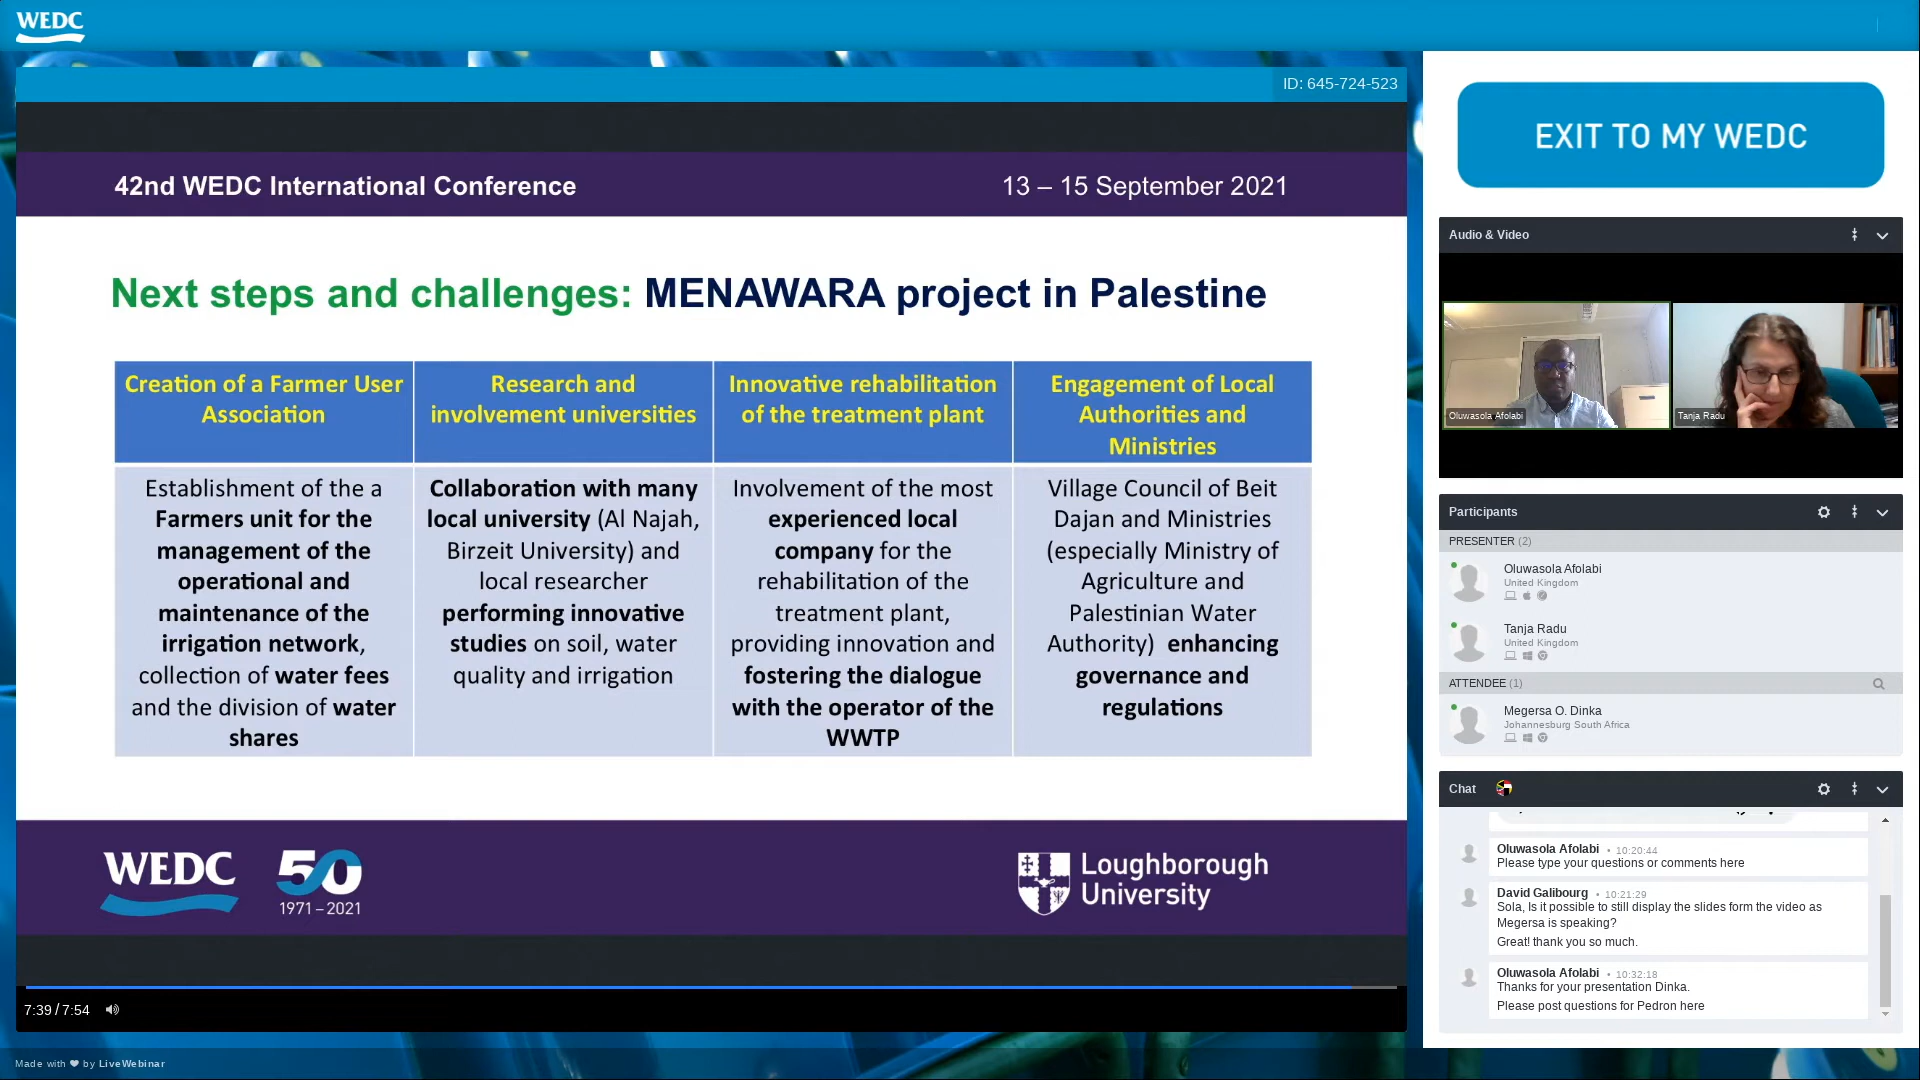 WEDC
ID: 645-724-523
42nd WEDC International Conference
13 – 15 September 2021
Next steps and challenges: MENAWARA project in Palestine
Creation of a Farmer User
Association
Research and
involvement universities
Innovative rehabilitation
of the treatment plant
Engagement of Local
Authorities and
Ministries
Establishment of the a
Farmers unit for the
management of the
operational and
maintenance of the
irrigation network,
collection of water fees
and the division of water
shares
Collaboration with many
local university (Al Najah,
Birzeit University) and
local researcher
performing innovative
studies on soil, water
quality and irrigation
Involvement of the most
experienced local
company for the
rehabilitation of the
treatment plant,
providing innovation and
fostering the dialogue
with the operator of the
WWTP
Village Council of Beit
Dajan and Ministries
(especially Ministry of
Agriculture and
Palestinian Water
Authority) enhancing
governance and
regulations
WEDC
50
1971 – 2021
Loughborough
University
7:39 / 7:54
Made with by LiveWebinar
EXIT TO MY WEDC
Audio & Video
Oluwasola Afolabi
Tanja Radu
Participants
PRESENTER (2)
Oluwasola Afolabi
United Kingdom
Tanja Radu
United Kingdom
ATTENDEE (1)
Megersa O. Dinka
Johannesburg South Africa
Chat
Oluwasola Afolabi • 10:20:44
Please type your questions or comments here
David Galibourg • 10:21:29
Sola, Is it possible to still display the slides form the video as
Megersa is speaking?
Great! thank you so much.
Oluwasola Afolabi • 10:32:18
Thanks for your presentation Dinka.
Please post questions for Pedron here